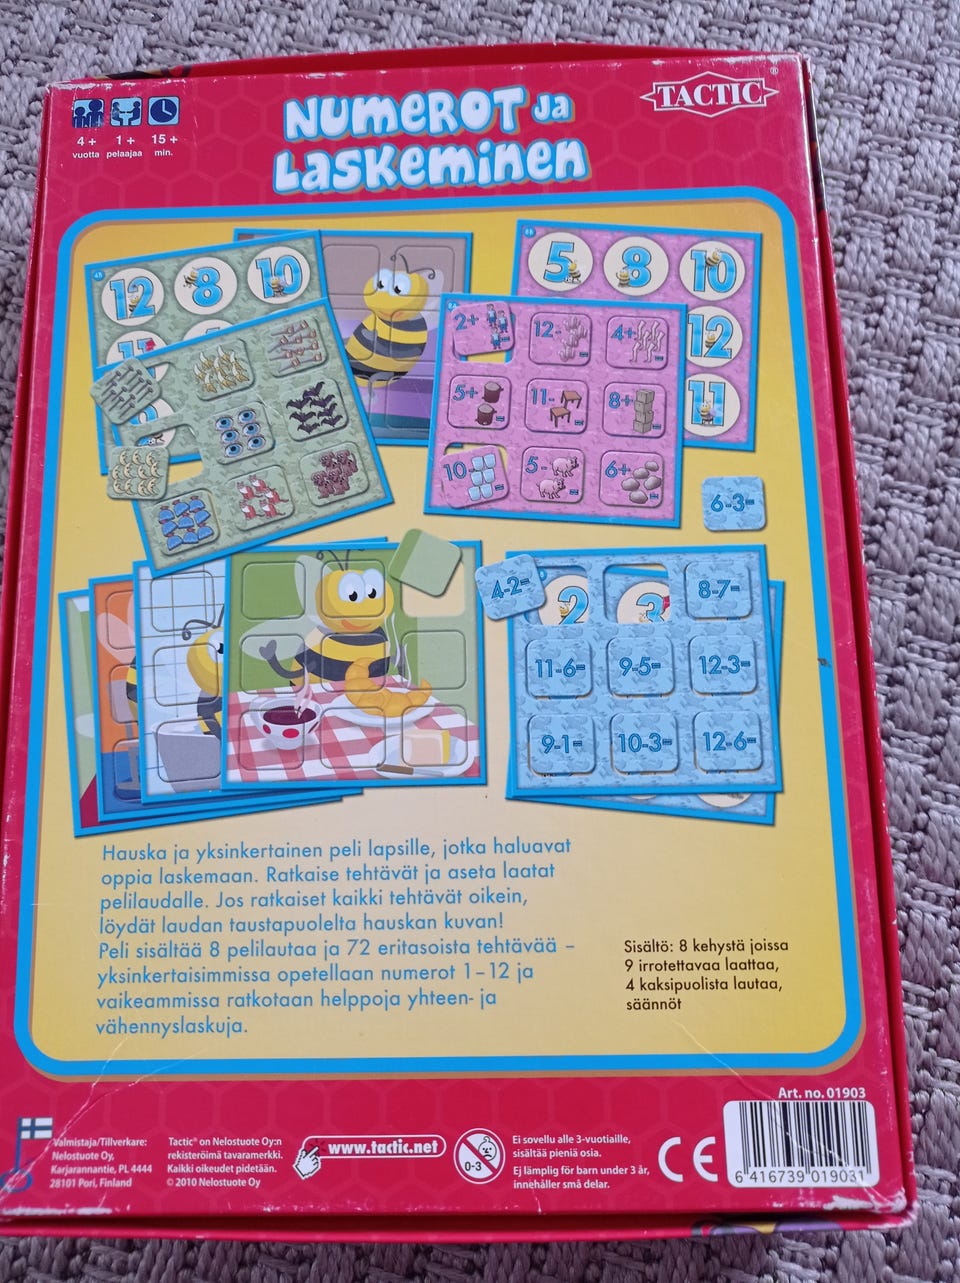 NUMEROT JA
LASKEMINEN
TACTIC®
4 +
vuotta
1 +
pelaajaa
15 +
min.
4B
12 8 10
11
8B
5 8 10
12
11
2+ 12- 4+
5+ 11- 8+
10- 5- 6+
6-3=
4-2= 2 3 8-7=
11-6= 9-5= 12-3=
9-1= 10-3= 12-6=
Hauska ja yksinkertainen peli lapsille, jotka haluavat
oppia laskemaan. Ratkaise tehtävät ja aseta laatat
pelilaudalle. Jos ratkaiset kaikki tehtävät oikein,
löydät laudan taustapuolelta hauskan kuvan!
Peli sisältää 8 pelilautaa ja 72 eritasoista tehtävää –
yksinkertaisimmissa opetellaan numerot 1–12 ja
vaikeammissa ratkotaan helppoja yhteen- ja
vähennyslaskuja.
Sisältö: 8 kehystä joissa
9 irrotettavaa laattaa,
4 kaksipuolista lautaa,
säännöt
Art. no. 01903
Valmistaja/Tillverkare:
Nelostuote Oy,
Karjarannantie, PL 4444
28101 Pori, Finland
Tactic® on Nelostuote Oy:n
rekisteröimä tavaramerkki.
Kaikki oikeudet pidetään.
© 2010 Nelostuote Oy
www.tactic.net
0-3
Ei sovellu alle 3-vuotiaille,
sisältää pieniä osia.
Ej lämplig för barn under 3 år,
innehåller små delar.
CE
6 416739 019031